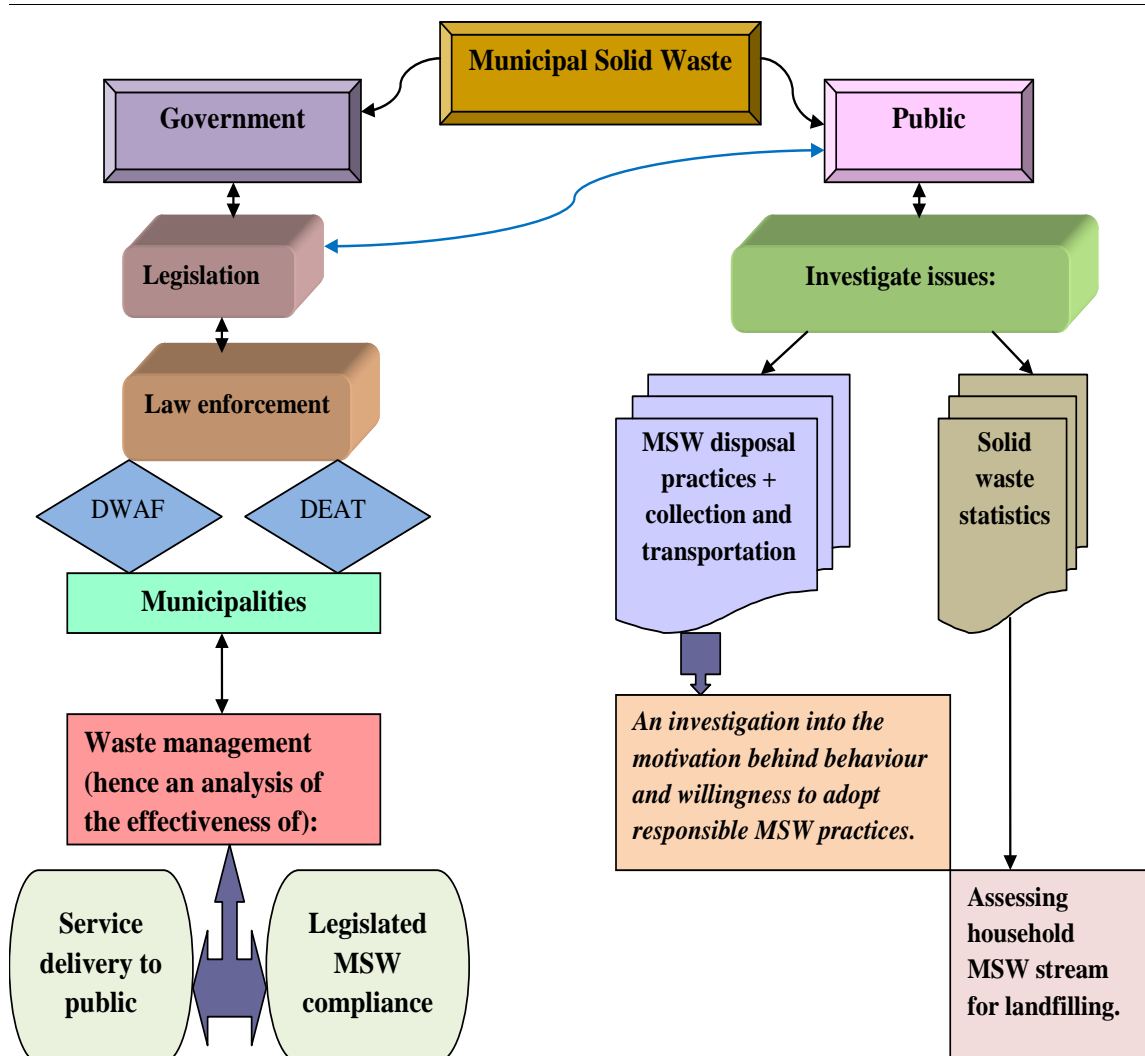 Municipal Solid Waste
Government
Public
Legislation
Investigate issues:
Law enforcement
MSW disposal
practices +
collection and
transportation
Solid
waste
statistics
DWAF
DEAT
Municipalities
An investigation into the
motivation behind behaviour
and willingness to adopt
responsible MSW practices.
Waste management
(hence an analysis of
the effectiveness of):
Service
delivery to
public
Legislated
MSW
compliance
Assessing
household
MSW stream
for landfilling.